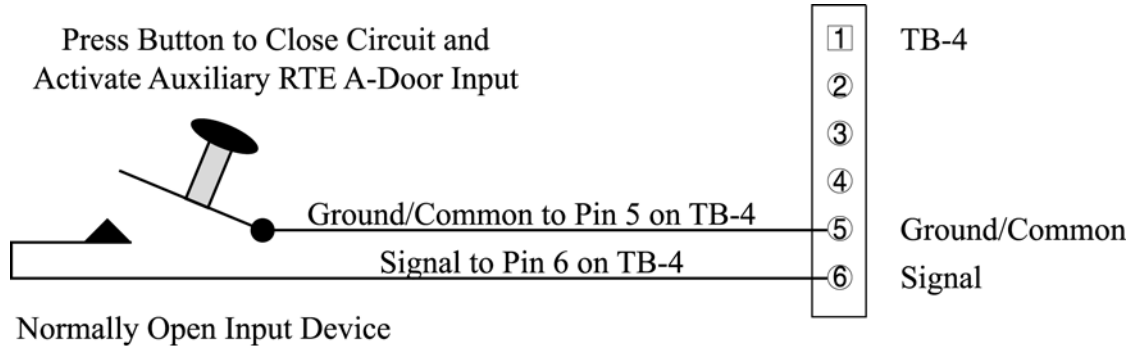 Press Button to Close Circuit and
Activate Auxiliary RTE A-Door Input
1
TB-4
2
3
4
Ground/Common to Pin 5 on TB-4
5
Ground/Common
Signal to Pin 6 on TB-4
6
Signal
Normally Open Input Device